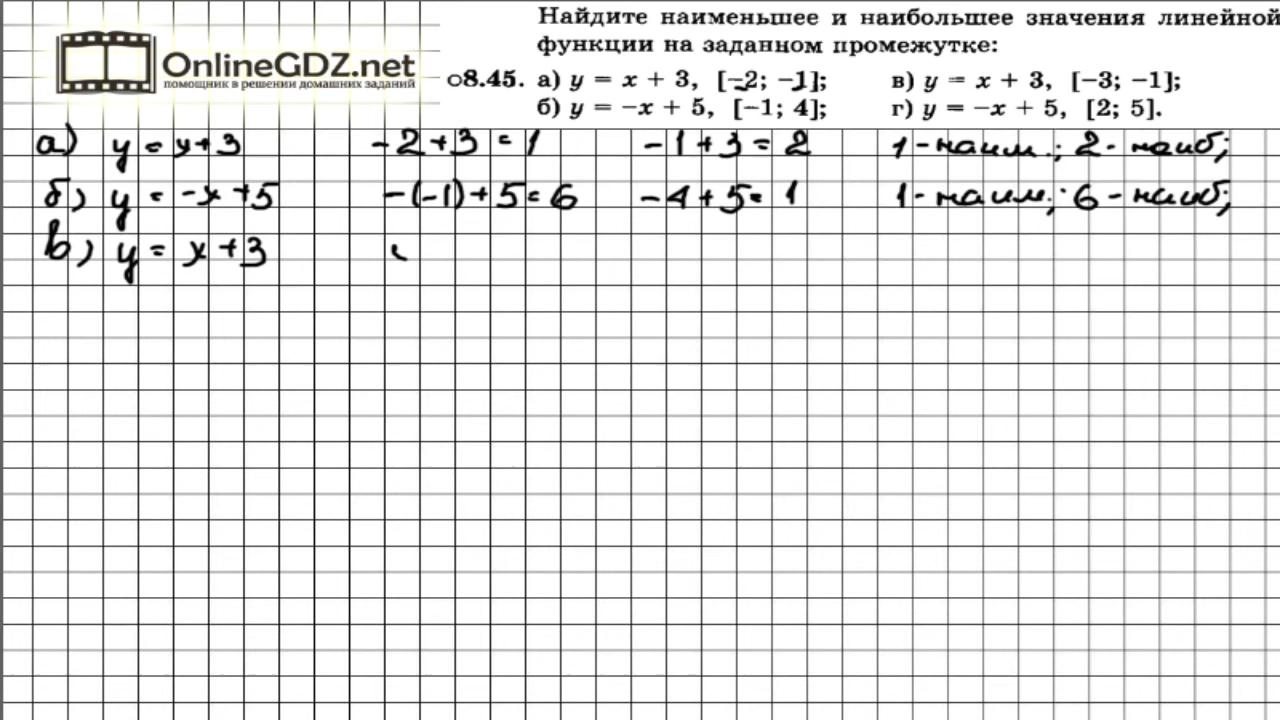 OnlineGDZ.net
помощник в решении домашних заданий
Найдите наименьшее и наибольшее значения линейной
функции на заданном промежутке:
○8.45. а) y = x + 3, [−2; −1]; в) y = x + 3, [−3; −1];
б) y = −x + 5, [−1; 4]; г) y = −x + 5, [2; 5].
а) y = x+3 -2+3 = 1 -1+3 = 2 1-наим.; 2-наиб;
б) y = -x+5 -(-1)+5=6 -4+5=1 1-наим.; 6-наиб;
в) y = x+3